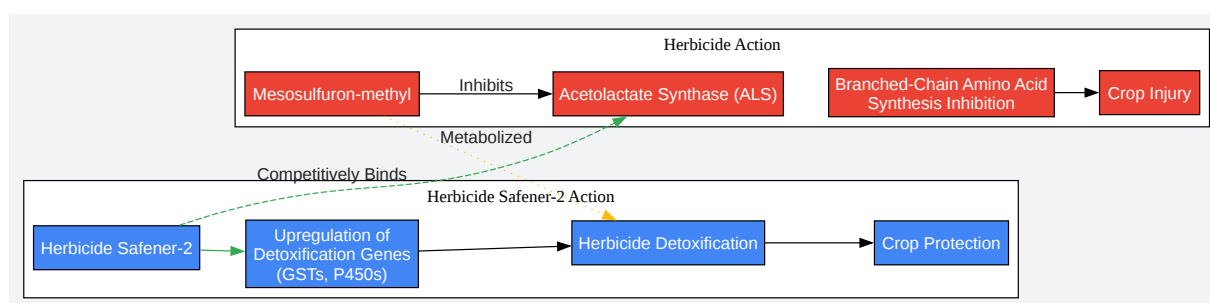 Herbicide Action
Mesosulfuron-methyl
Inhibits
Acetolactate Synthase (ALS)
Branched-Chain Amino Acid
Synthesis Inhibition
Crop Injury
Metabolized
Competitively Binds
Herbicide Safener-2 Action
Herbicide Safener-2
Upregulation of
Detoxification Genes
(GSTs, P450s)
Herbicide Detoxification
Crop Protection